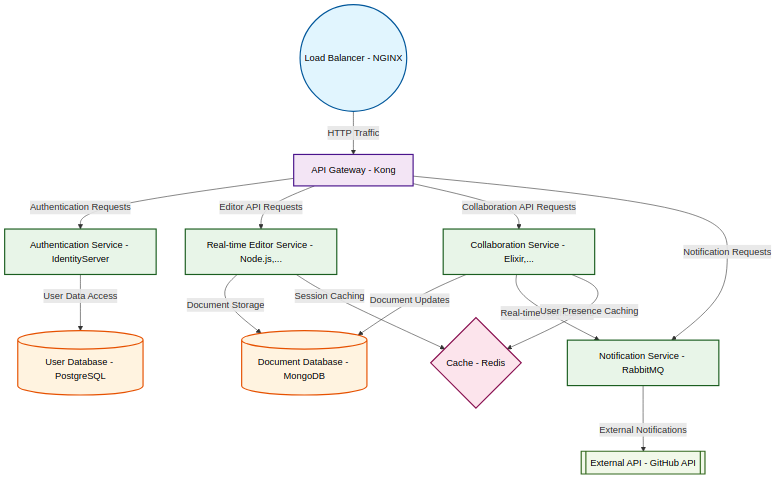 Load Balancer - NGINX
HTTP Traffic
API Gateway - Kong
Authentication Requests
Editor API Requests
Collaboration API Requests
Notification Requests
Authentication Service -
IdentityServer
Real-time Editor Service -
Node.js,...
Collaboration Service -
Elixir,...
User Data Access
Document Storage
Session Caching
Document Updates
Real-time
User Presence Caching
User Database -
PostgreSQL
Document Database -
MongoDB
Cache - Redis
Notification Service -
RabbitMQ
External Notifications
External API - GitHub API